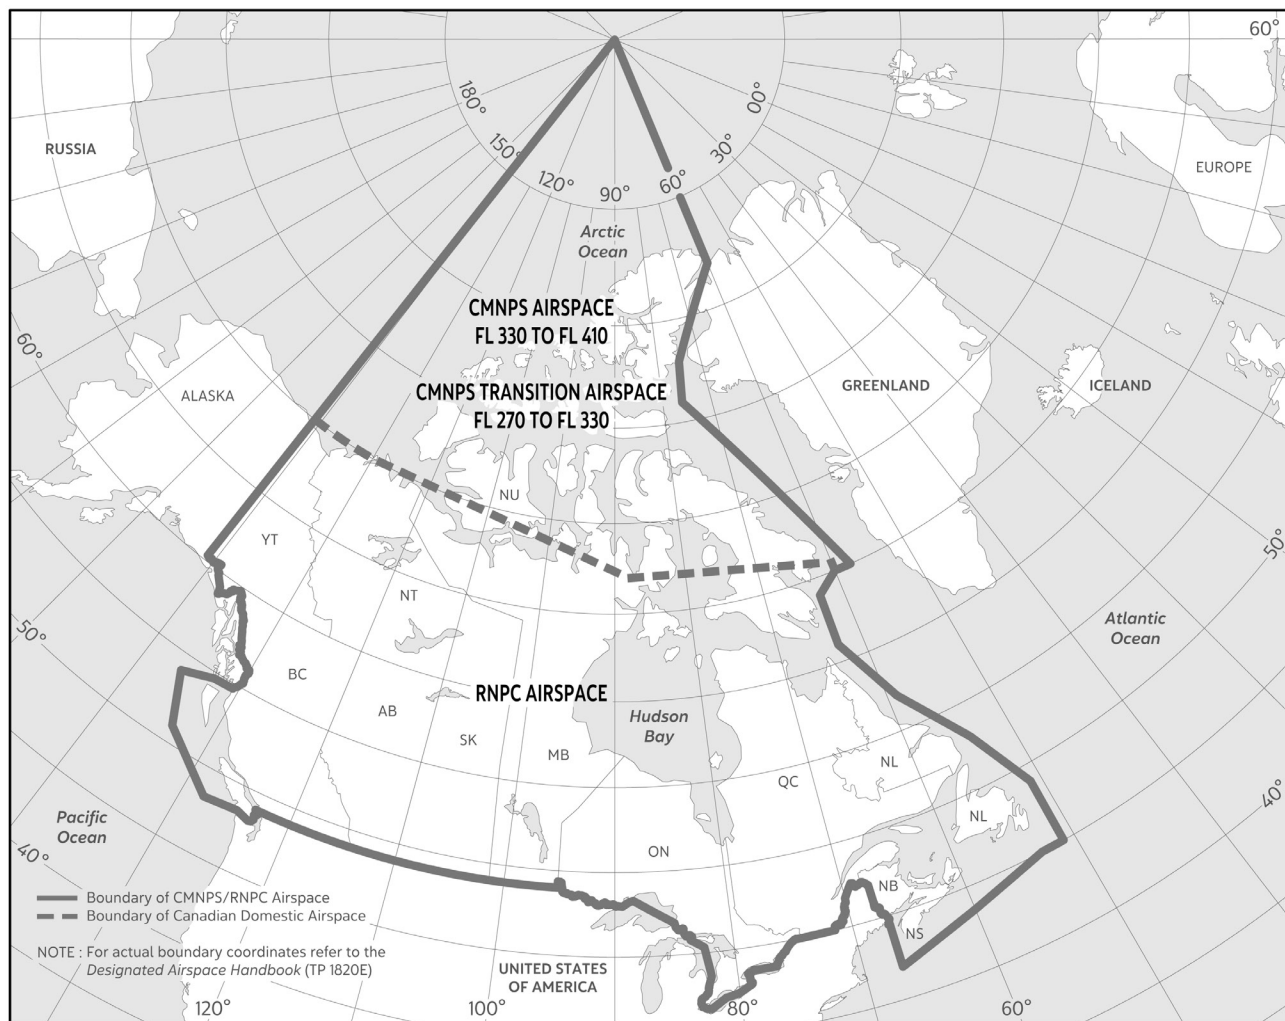 60°
RUSSIA
180°
150°
120°
90°
60°
30°
00°
EUROPE
Arctic
Ocean
CMNPS AIRSPACE
FL 330 TO FL 410
60°
CMNPS TRANSITION AIRSPACE
FL 270 TO FL 330
ALASKA
GREENLAND
ICELAND
NU
YT
50°
NT
50°
Atlantic
Ocean
BC
RNPC AIRSPACE
AB
Hudson
Bay
SK
MB
NL
QC
40°
Pacific
Ocean
NL
40°
ON
NB
Boundary of CMNPS/RNPC Airspace
Boundary of Canadian Domestic Airspace
NS
NOTE : For actual boundary coordinates refer to the
Designated Airspace Handbook (TP 1820E)
UNITED STATES
OF AMERICA
120°
100°
80°
60°